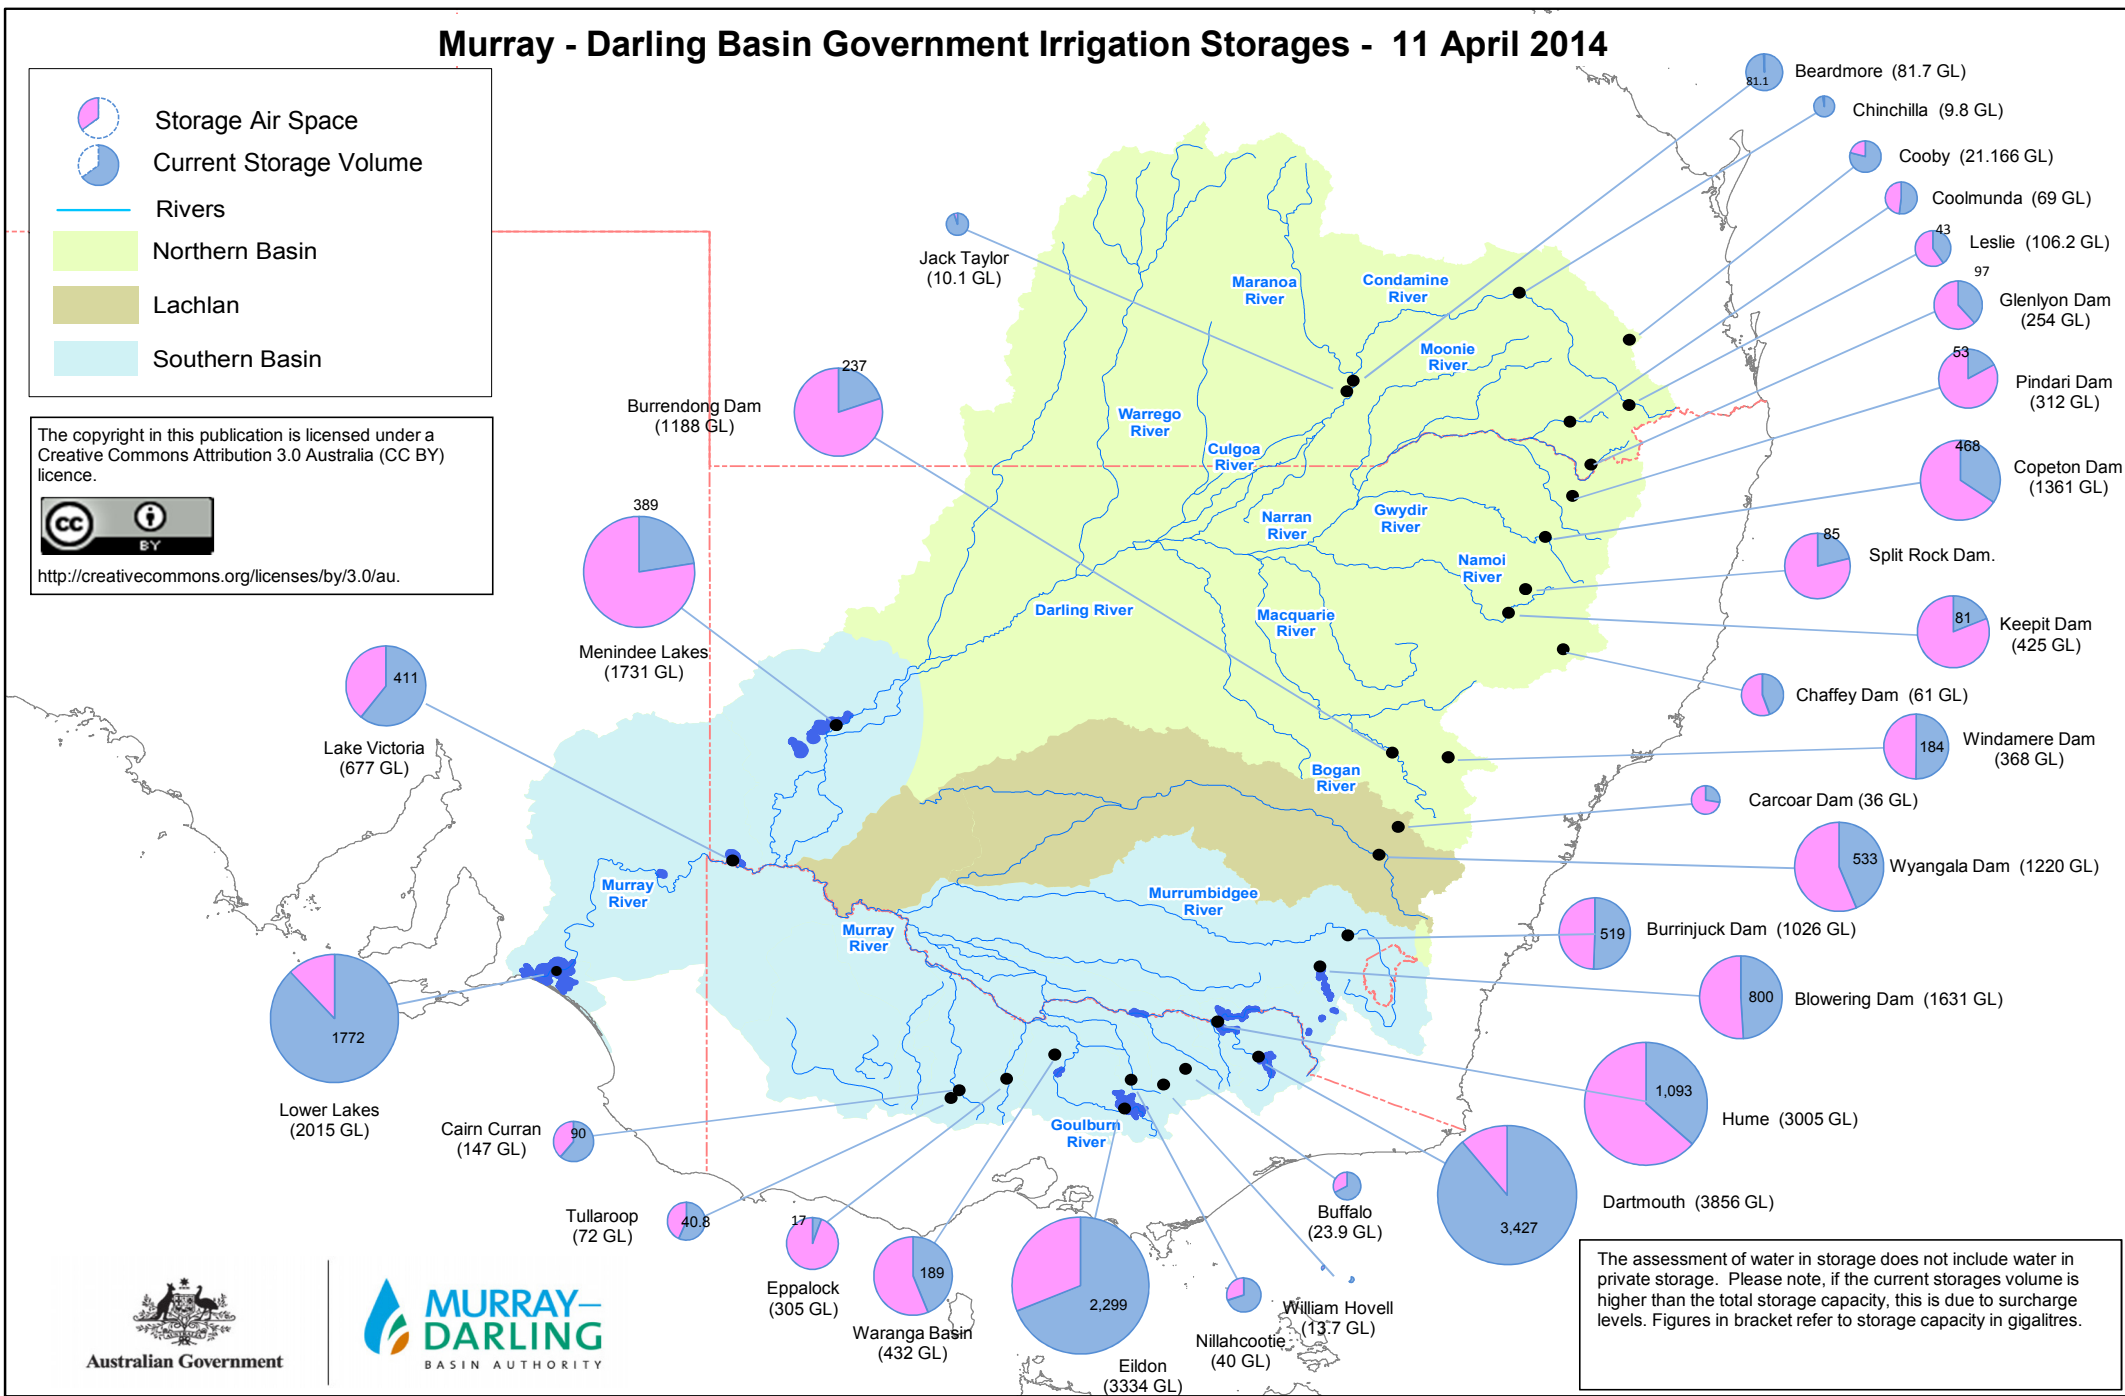 Murray - Darling Basin Government Irrigation Storages - 11 April 2014
Storage Air Space
Current Storage Volume
Rivers
Northern Basin
Lachlan
Southern Basin
The copyright in this publication is licensed under a
Creative Commons Attribution 3.0 Australia (CC BY)
licence.
cc
BY
http://creativecommons.org/licenses/by/3.0/au.
81.1
Beardmore (81.7 GL)
Chinchilla (9.8 GL)
Cooby (21.166 GL)
Coolmunda (69 GL)
43
Leslie (106.2 GL)
97
Glenlyon Dam
(254 GL)
53
Pindari Dam
(312 GL)
468
Copeton Dam
(1361 GL)
85
Split Rock Dam.
81
Keepit Dam
(425 GL)
Chaffey Dam (61 GL)
184
Windamere Dam
(368 GL)
Carcoar Dam (36 GL)
533
Wyangala Dam (1220 GL)
519
Burrinjuck Dam (1026 GL)
800
Blowering Dam (1631 GL)
1,093
Hume (3005 GL)
3,427
Dartmouth (3856 GL)
Jack Taylor
(10.1 GL)
237
Burrendong Dam
(1188 GL)
389
Menindee Lakes
(1731 GL)
411
Lake Victoria
(677 GL)
1772
Lower Lakes
(2015 GL)
90
Cairn Curran
(147 GL)
40.8
Tullaroop
(72 GL)
17
Eppalock
(305 GL)
189
Waranga Basin
(432 GL)
2,299
Eildon
(3334 GL)
Nillahcootie
(40 GL)
William Hovell
(13.7 GL)
Buffalo
(23.9 GL)
Maranoa
River
Condamine
River
Moonie
River
Warrego
River
Culgoa
River
Narran
River
Gwydir
River
Namoi
River
Darling River
Macquarie
River
Bogan
River
Murray
River
Murrumbidgee
River
Murray
River
Goulburn
River
The assessment of water in storage does not include water in
private storage. Please note, if the current storages volume is
higher than the total storage capacity, this is due to surcharge
levels. Figures in bracket refer to storage capacity in gigalitres.
Australian Government
MURRAY–
DARLING
BASIN AUTHORITY